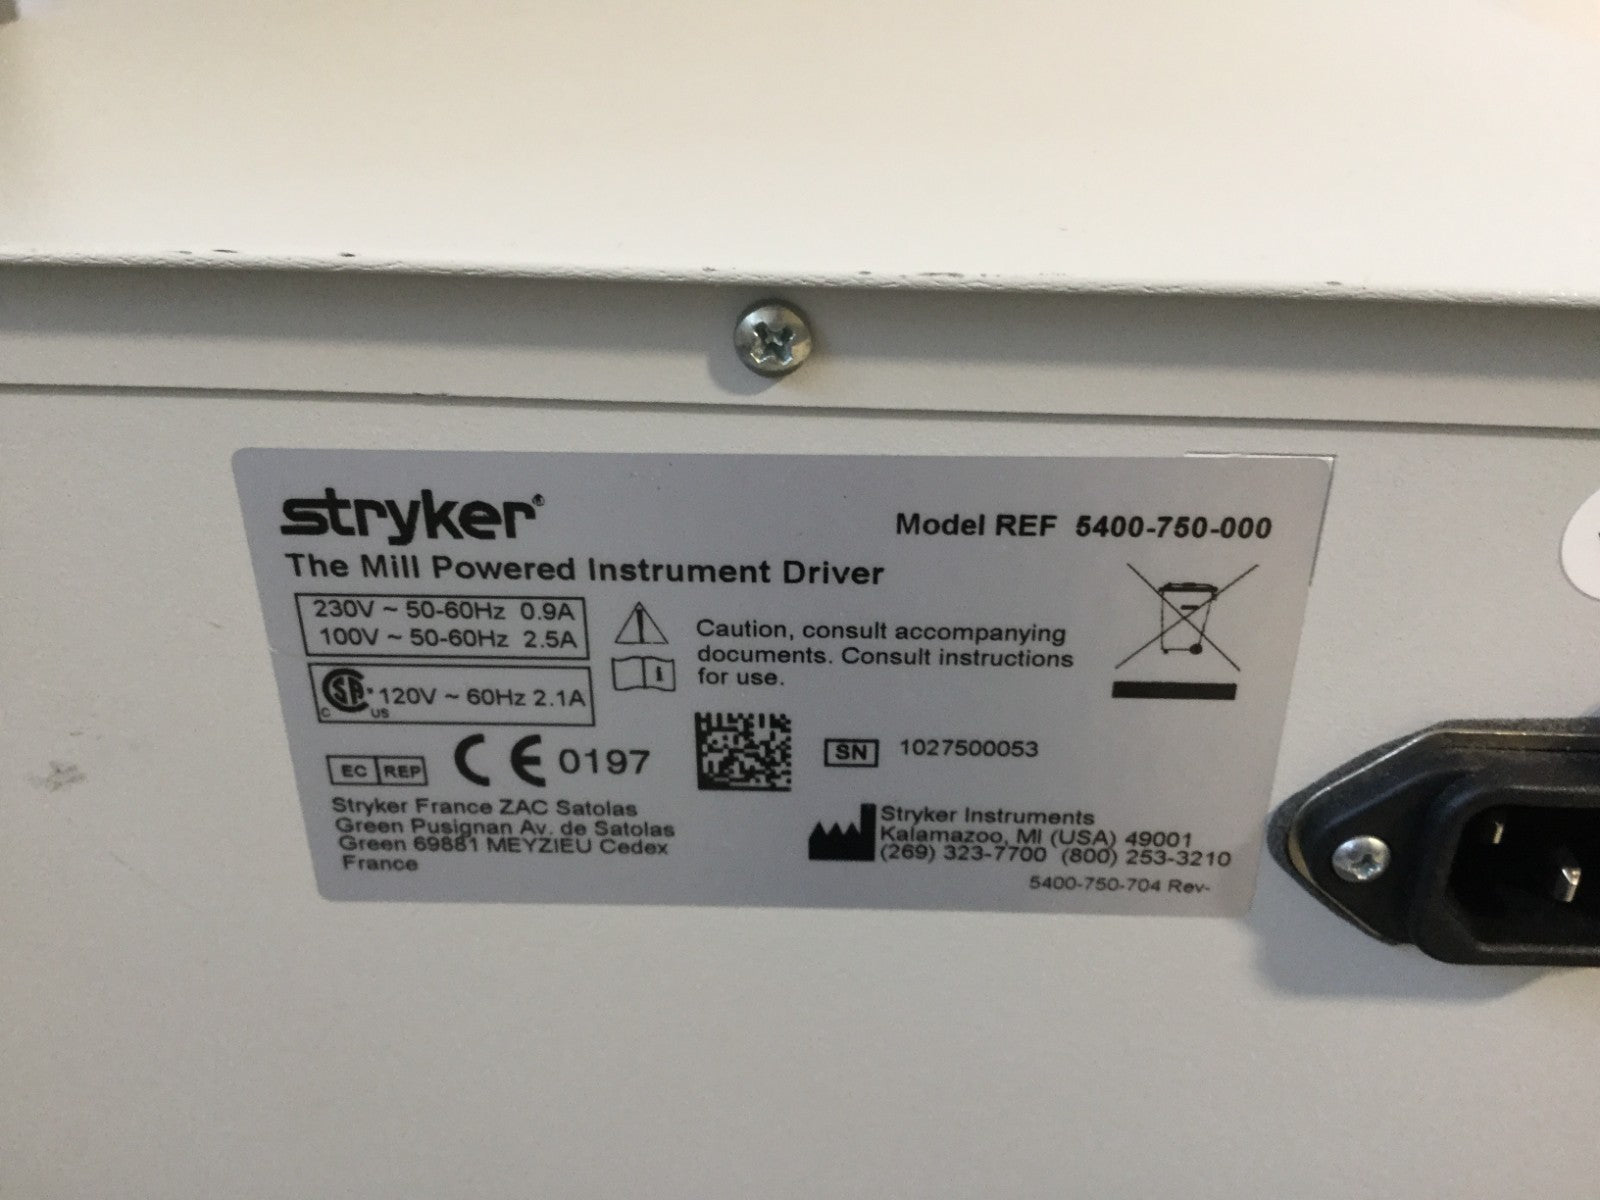 stryker®
Model REF 5400-750-000
The Mill Powered Instrument Driver
230V ~ 50-60Hz 0.9A
100V ~ 50-60Hz 2.5A
Caution, consult accompanying
documents. Consult instructions
for use.
i
C SA® US 120V ~ 60Hz 2.1A
EC REP
CE 0197
SN 1027500053
Stryker France ZAC Satolas
Green Pusignan Av. de Satolas
Green 69881 MEYZIEU Cedex
France
Stryker Instruments
Kalamazoo, MI (USA) 49001
(269) 323-7700 (800) 253-3210
5400-750-704 Rev-